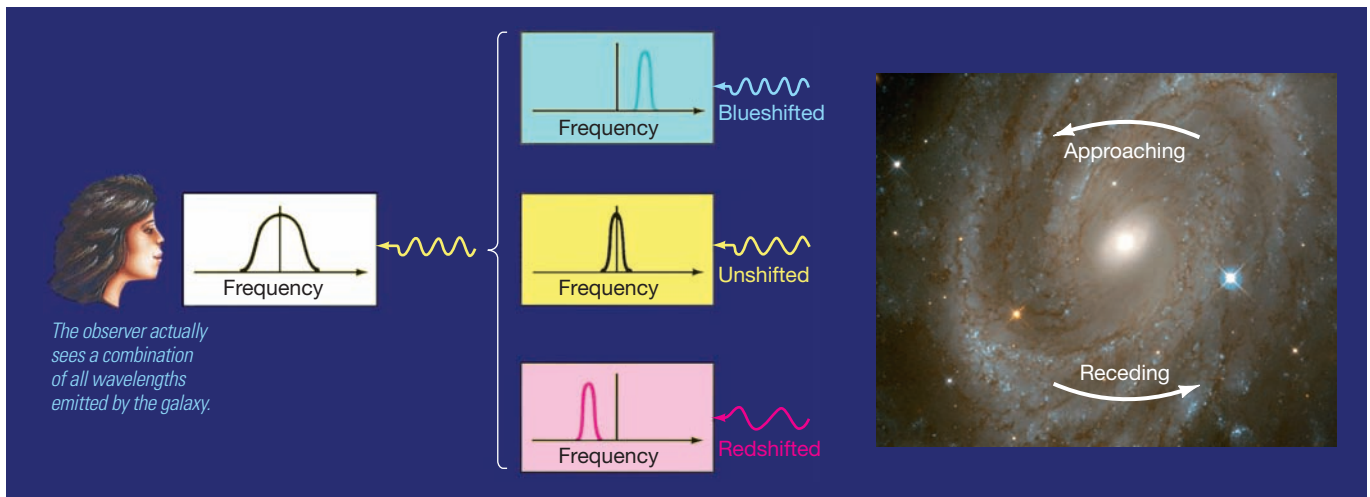 Frequency
The observer actually
sees a combination
of all wavelengths
emitted by the galaxy.
Frequency
Blueshifted
Frequency
Unshifted
Frequency
Redshifted
Approaching
Receding